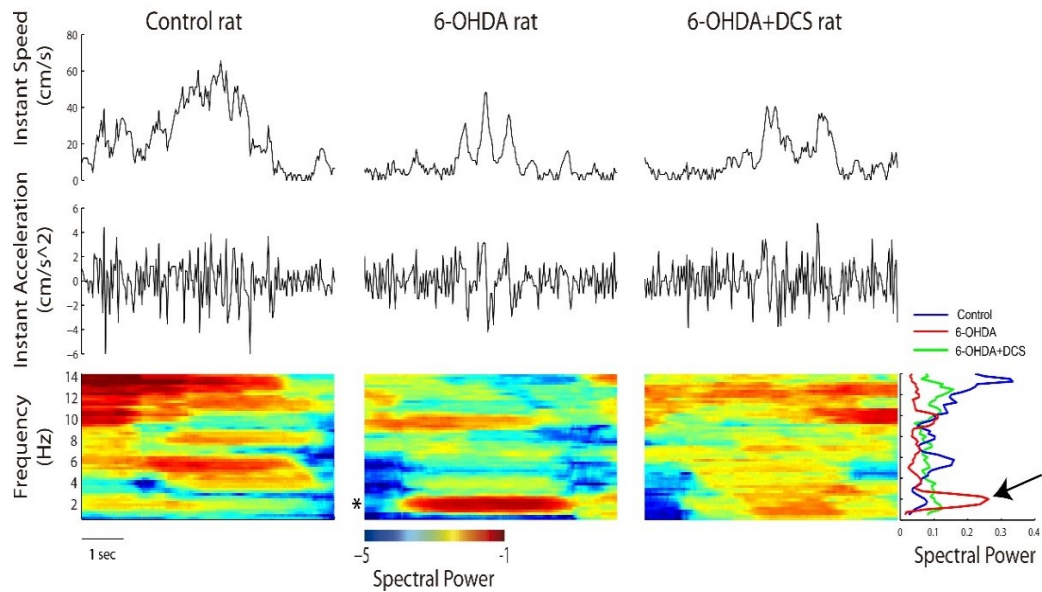 Control rat
6-OHDA rat
6-OHDA+DCS rat
Instant Speed
(cm/s)
80
60
40
20
0
Instant Acceleration
(cm/s^2)
6
4
2
0
−2
−4
−6
Control
6-OHDA
6-OHDA+DCS
Frequency
(Hz)
14
12
10
8
6
4
2
*
0 0.1 0.2 0.3 0.4
Spectral Power
1 sec
−5 -1
Spectral Power